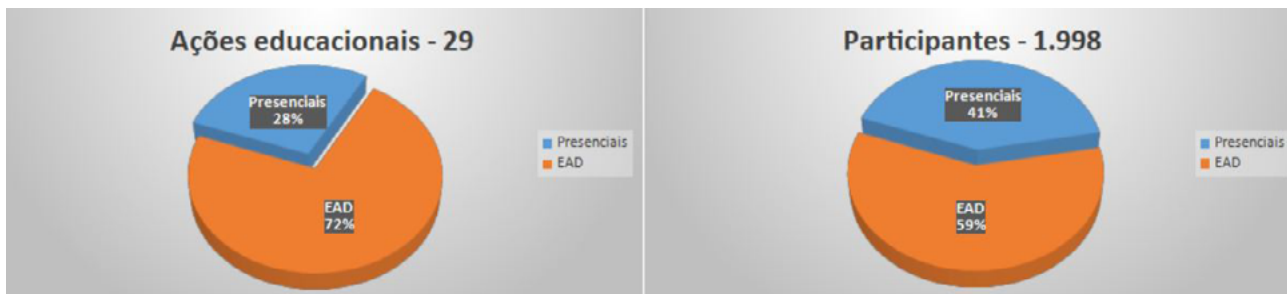 Ações educacionais - 29
Presenciais
28%
EAD
72%
Presenciais
EAD
Participantes - 1.998
Presenciais
41%
EAD
59%
Presenciais
EAD